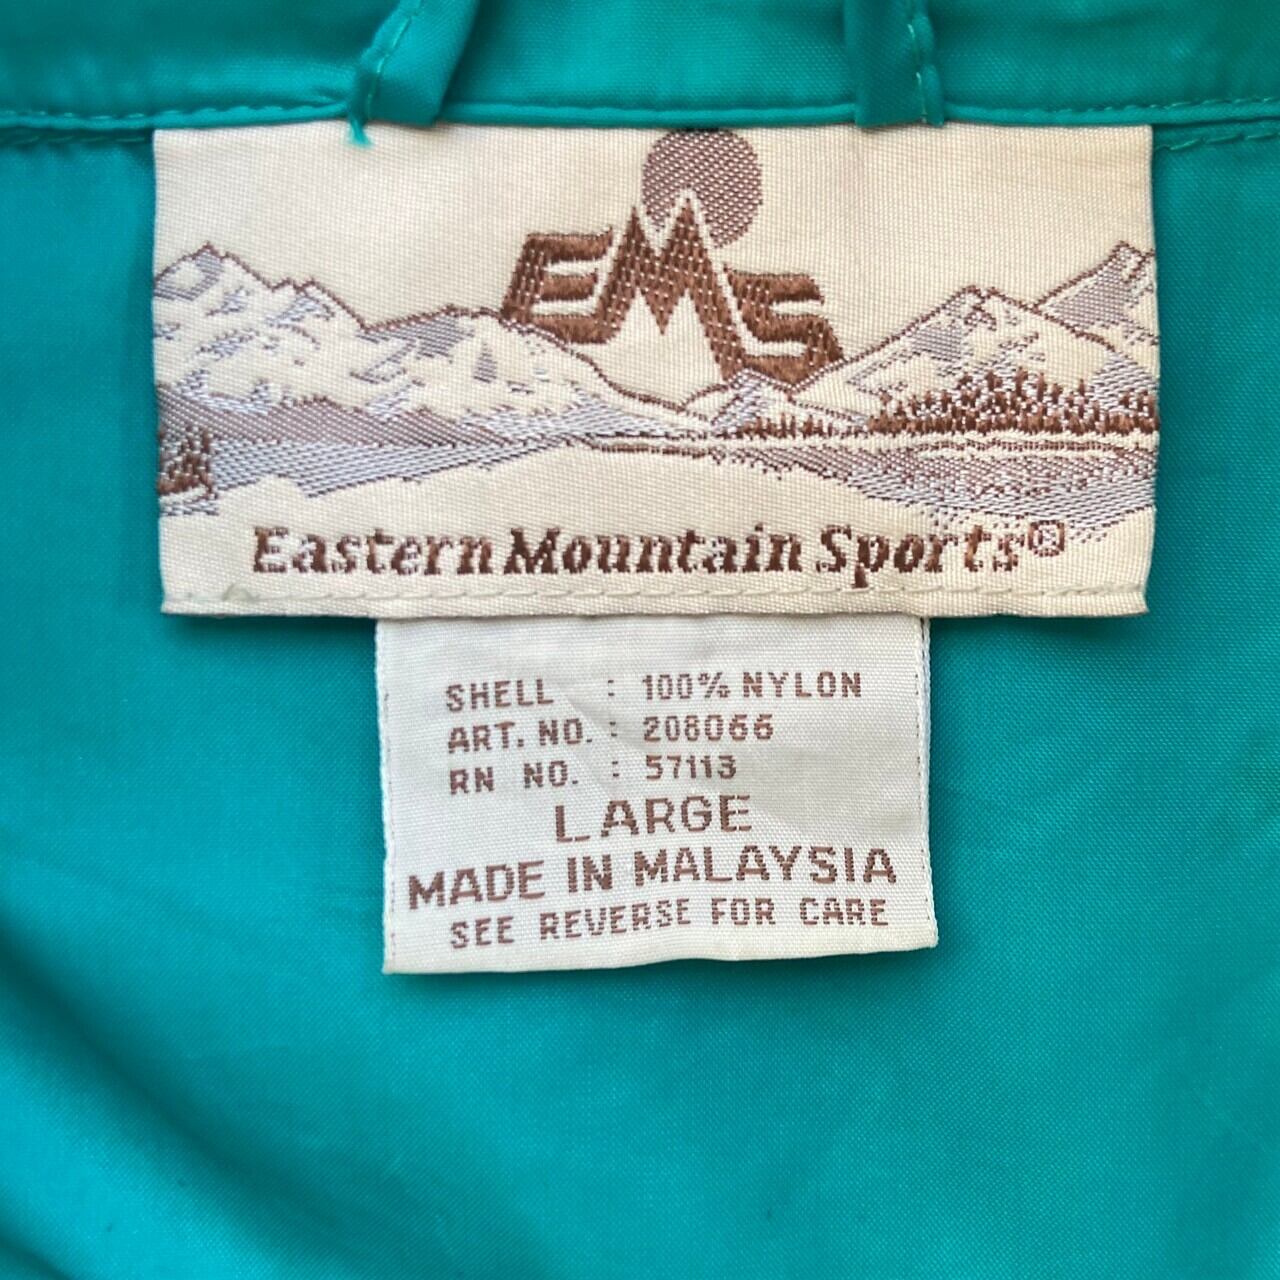 EMS
Eastern Mountain Sports®
SHELL : 100% NYLON
ART. NO. : 208066
RN NO. : 57113
LARGE
MADE IN MALAYSIA
SEE REVERSE FOR CARE